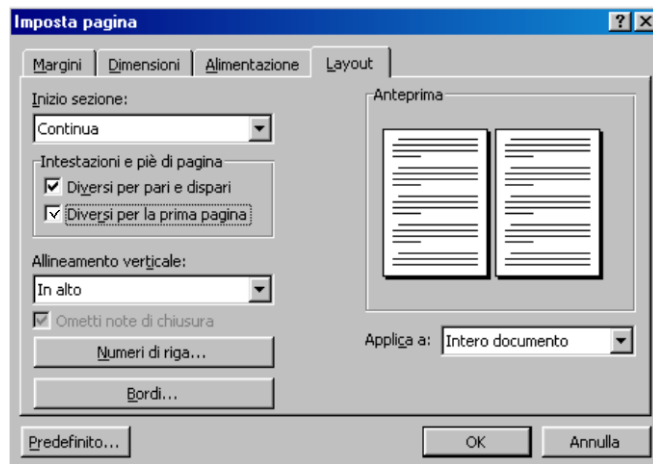 Imposta pagina
Margini Dimensioni Alimentazione Layout
Inizio sezione:
Continua
Intestazioni e piè di pagina
Diversi per pari e dispari
Diversi per la prima pagina
Allineamento verticale:
In alto
Ometti note di chiusura
Numeri di riga...
Bordi...
Anteprima
Applica a: Intero documento
Predefinito... OK Annulla